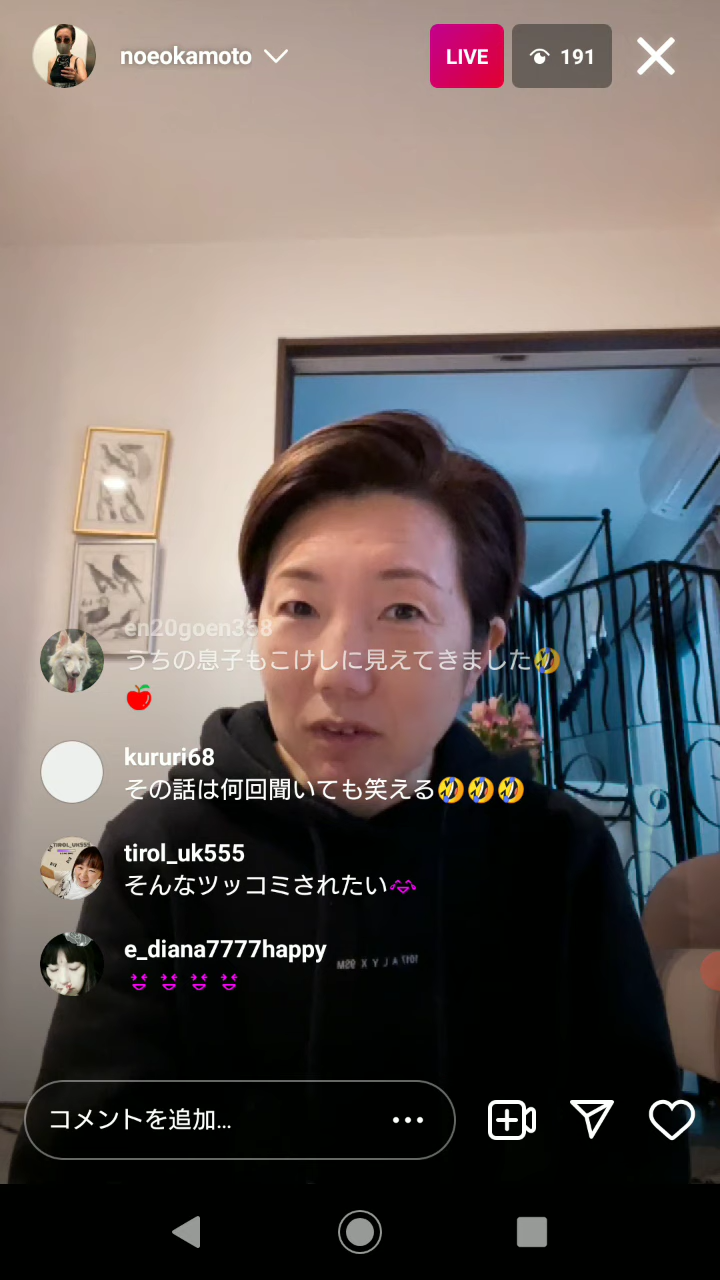 noeokamoto
LIVE
191
en20goen358
うちの息子もこけしに見えてきました🤣
🍎
kururi68
その話は何回聞いても笑える🤣🤣🤣
tirol_uk555
そんなツッコミされたい
e_diana7777happy
1017 A L Y X 9SM
コメントを追加...